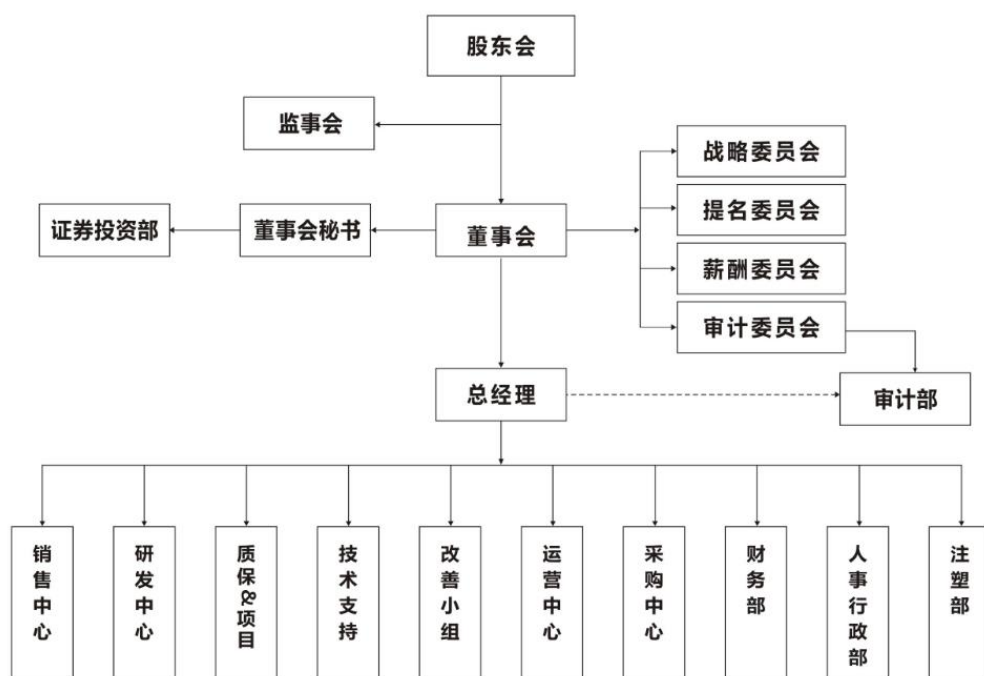 股东会
监事会
战略委员会
提名委员会
证券投资部
董事会秘书
董事会
薪酬委员会
审计委员会
总经理
审计部
销售中心
研发中心
质保&项目
技术支持
改善小组
运营中心
采购中心
财务部
人事行政部
注塑部